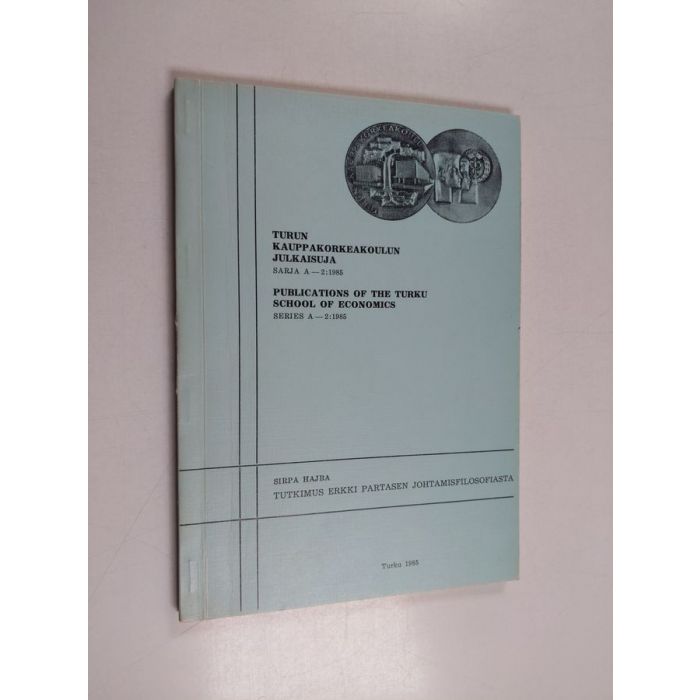 TURUN
KAUPPAKORKEAKOULUN
JULKAISUJA
SARJA A — 2:1985
PUBLICATIONS OF THE TURKU
SCHOOL OF ECONOMICS
SERIES A — 2:1985
SIRPA HAJBA
TUTKIMUS ERKKI PARTASEN JOHTAMISFILOSOFIASTA
Turku 1985